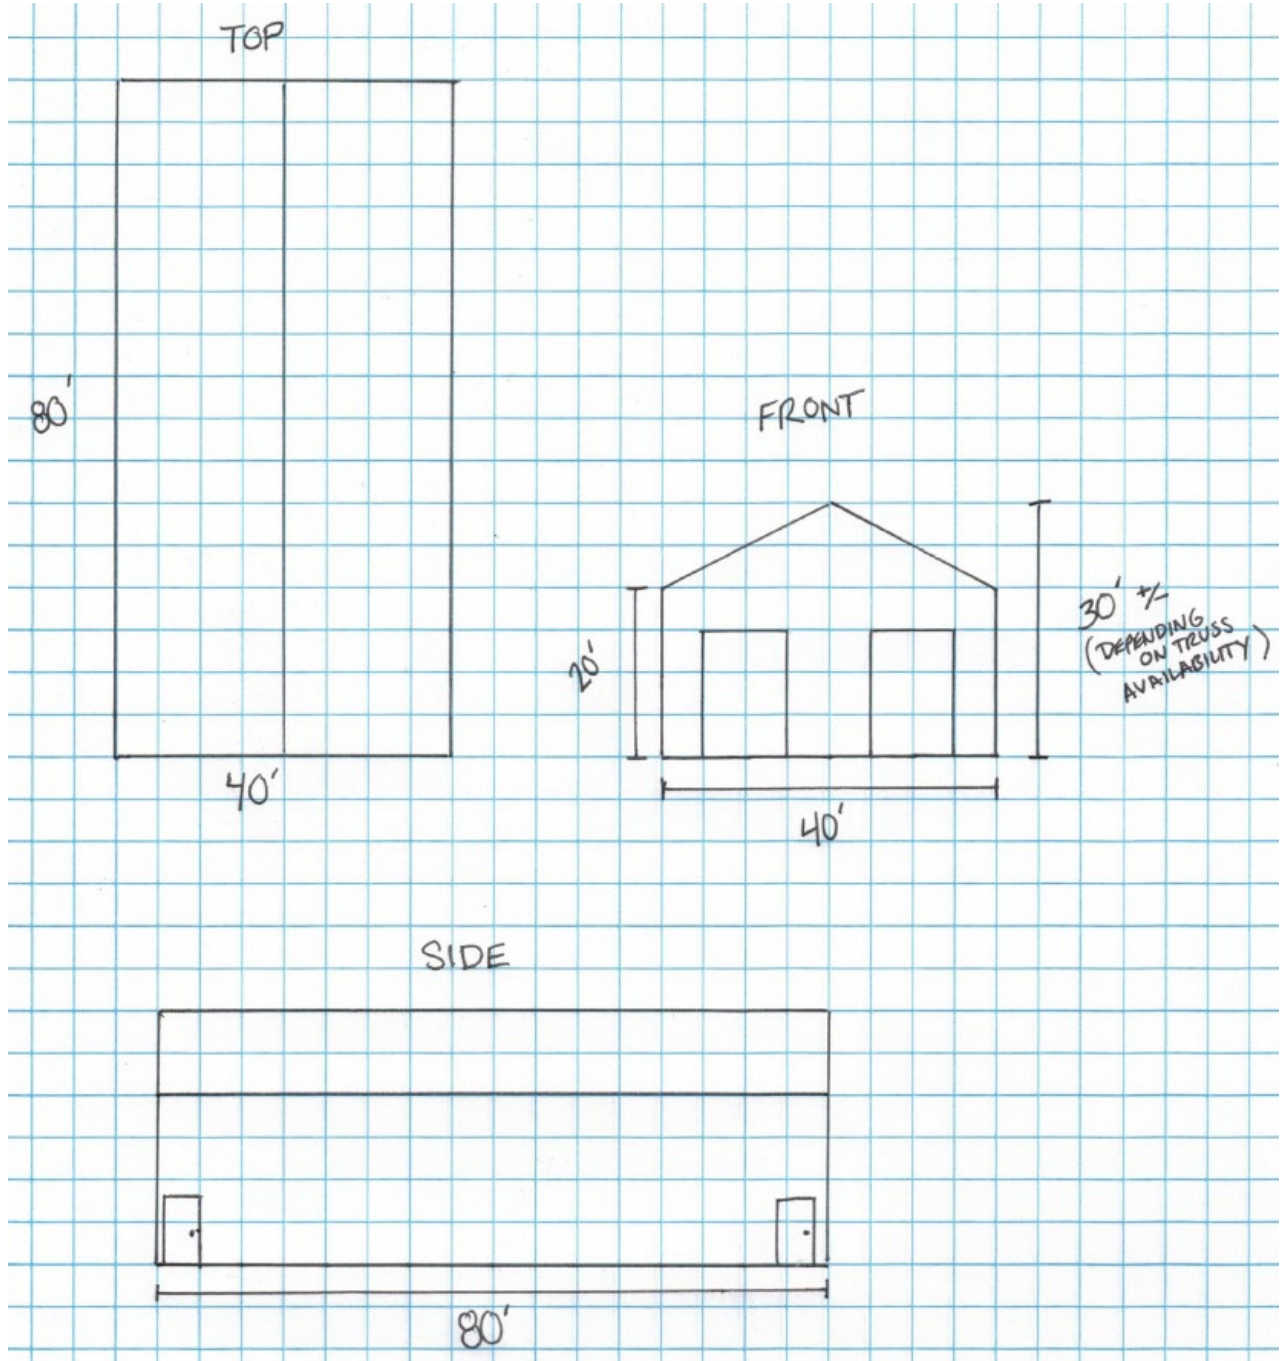 TOP
80'
40'
FRONT
20'
30' +/-
(DEPENDING
ON TRUSS
AVAILABILITY)
40'
SIDE
80'